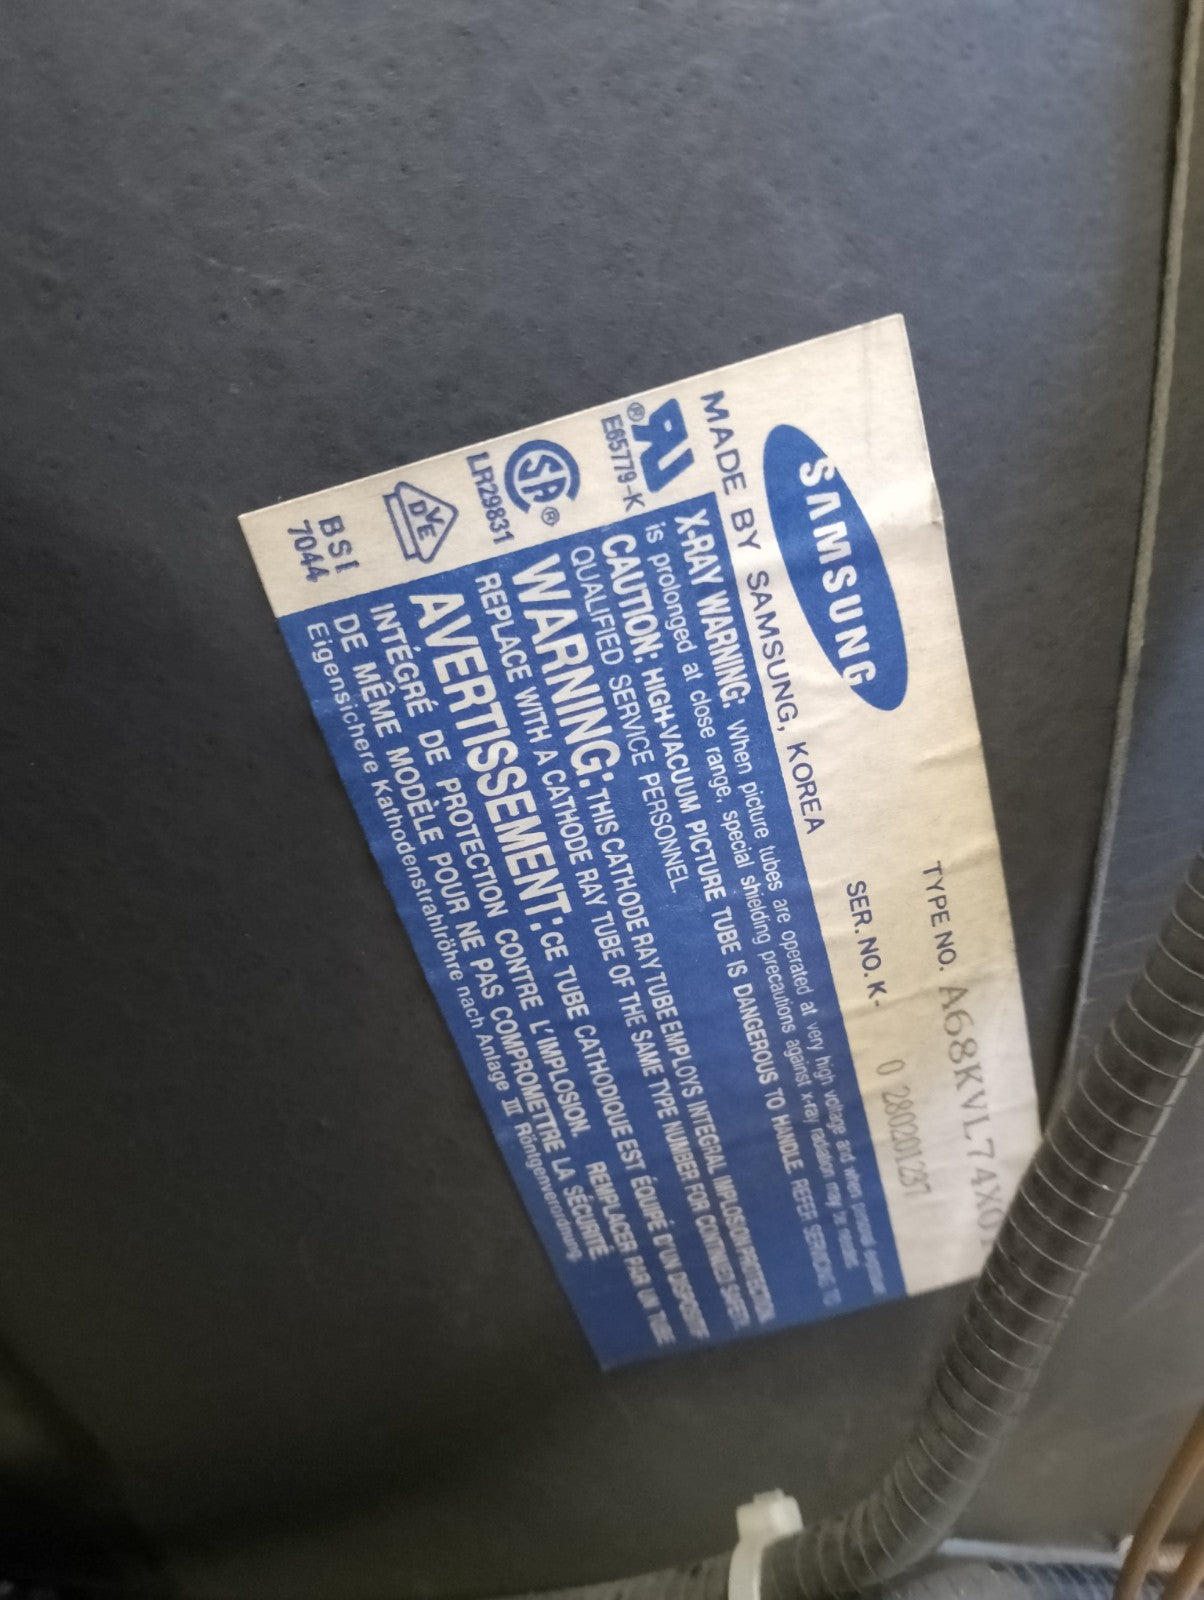 SAMSUNG
TYPE NO. A68KVL74X0
MADE BY SAMSUNG, KOREA
SER. NO. K- 0 280201237
E65779-K
X-RAY WARNING: When picture tubes are operated at very high voltage and when personal
is prolonged at close range, special shielding precautions against x-ray radiation may be
CAUTION: HIGH-VACUUM PICTURE TUBE IS DANGEROUS TO HANDLE. REFER SERVICING TO
QUALIFIED SERVICE PERSONNEL
SA
LR29831
WARNING: THIS CATHODE RAY TUBE EMPLOYS INTEGRAL IMPLOSION PROTECTION.
REPLACE WITH A CATHODE RAY TUBE OF THE SAME TYPE NUMBER FOR CONTINUED SAFETY.
DVE
AVERTISSEMENT: CE TUBE CATHODIQUE EST ÉQUIPÉ D'UN DISPOSITIF
INTÉGRÉ DE PROTECTION CONTRE L'IMPLOSION. REMPLACER PAR UN TUBE
DE MÊME MODÈLE POUR NE PAS COMPROMETTRE LA SÉCURITÉ.
BSI
7044
Eigensichere Kathodenstrahlröhre nach Anlage III Röntgenverordnung